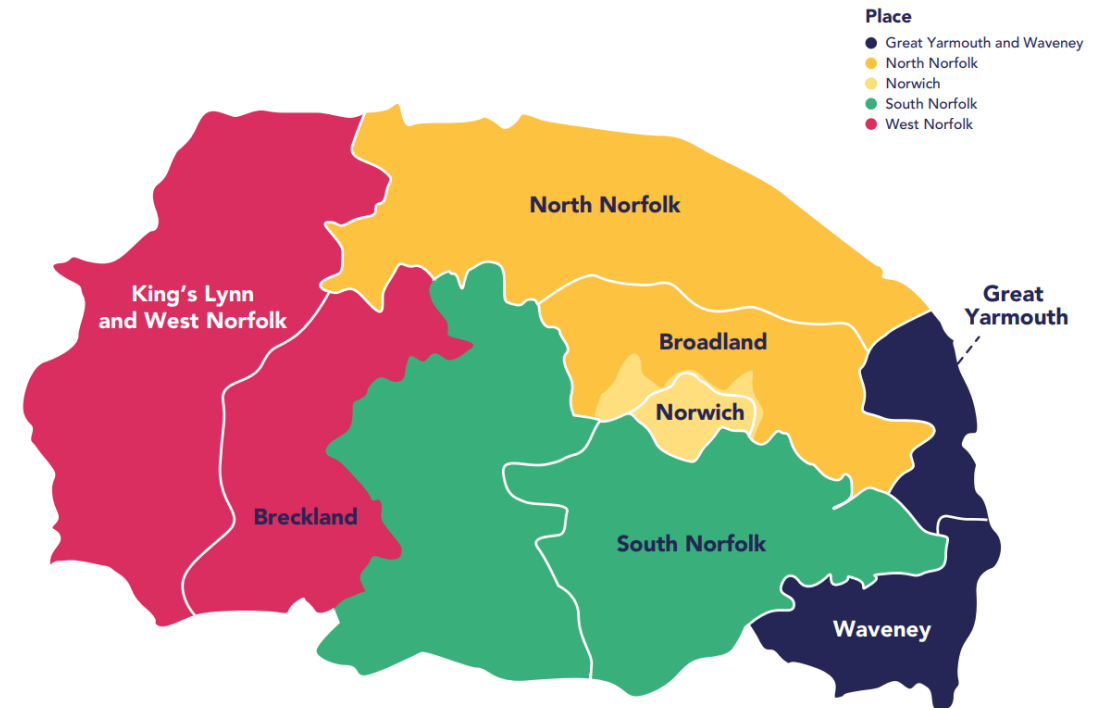 Place
Great Yarmouth and Waveney
North Norfolk
Norwich
South Norfolk
West Norfolk
North Norfolk
King's Lynn
and West Norfolk
Great
Yarmouth
Broadland
Norwich
Breckland
South Norfolk
Waveney